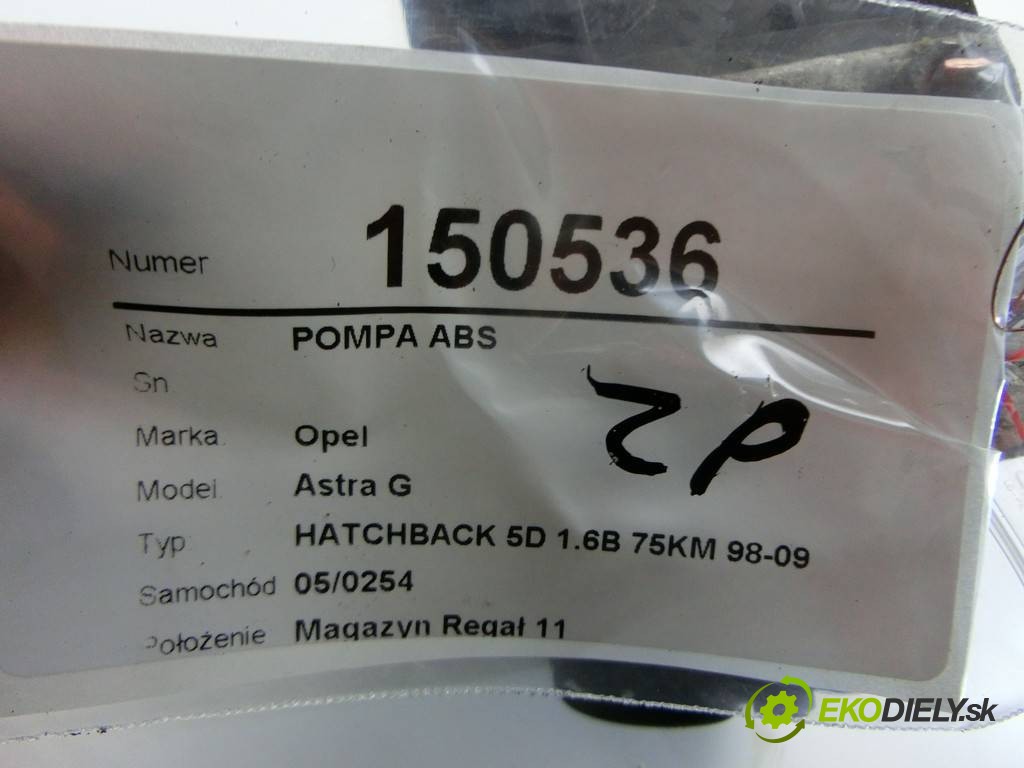 Numer 150536
Nazwa POMPA ABS
Sn
Marka Opel
Model Astra G
Typ HATCHBACK 5D 1.6B 75KM 98-09
Samochód 05/0254
Położenie Magazyn Regał 11
ZP
EKODIELY.sk